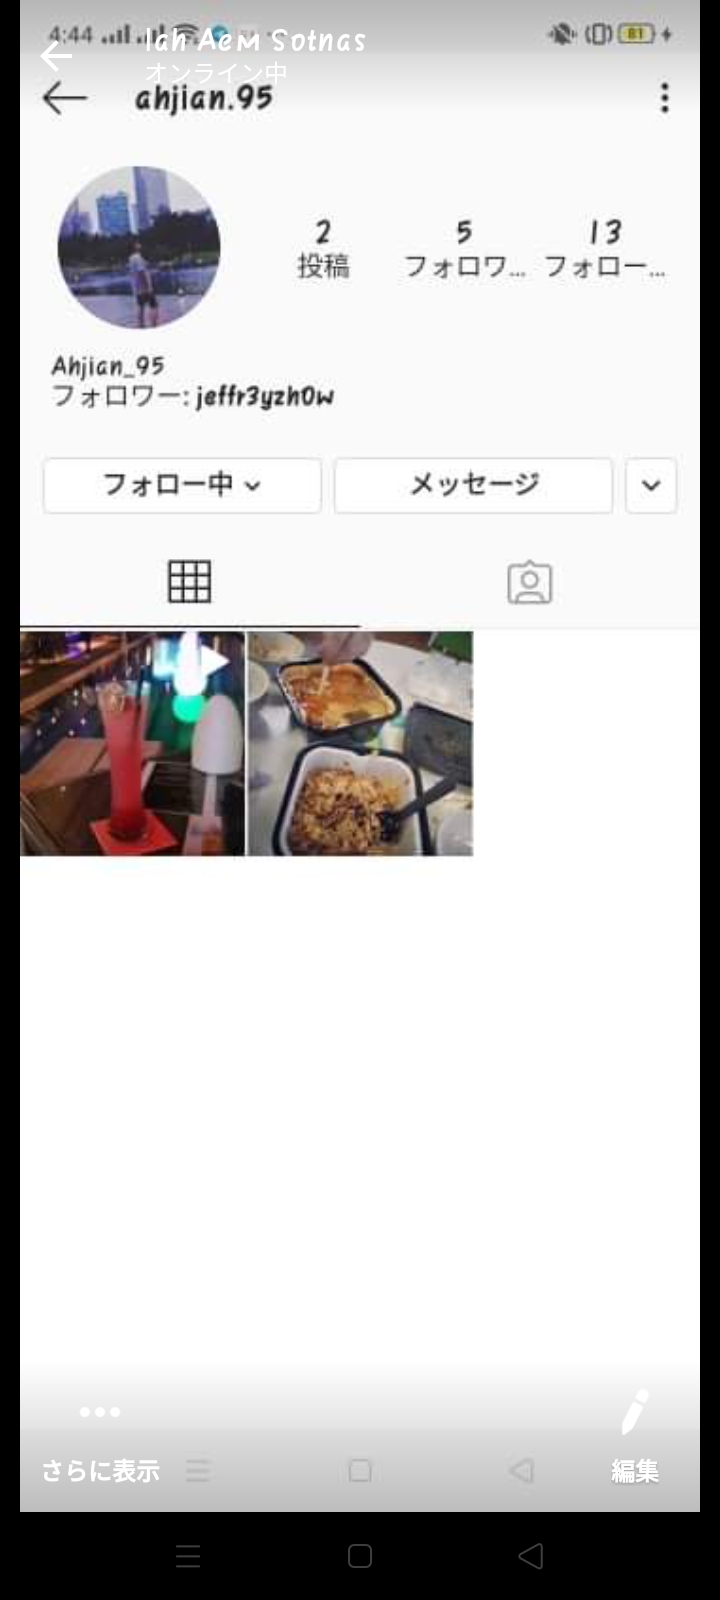 4:44
81
Iah Aem Sotnas
オンライン中
ahjian.95
2
投稿
5
フォロワ...
13
フォロー...
Ahjian_95
フォロワー: jeffr3yzh0w
フォロー中
メッセージ
さらに表示
編集